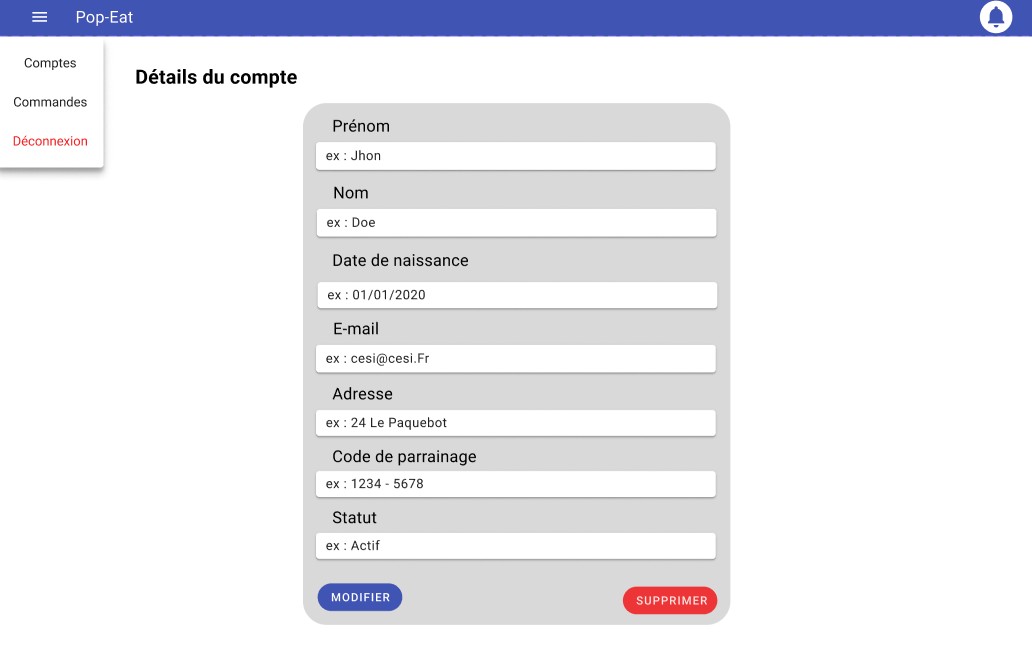 Pop-Eat
Comptes
Commandes
Déconnexion
Détails du compte
Prénom
ex : Jhon
Nom
ex : Doe
Date de naissance
ex : 01/01/2020
E-mail
ex : cesi@cesi.Fr
Adresse
ex : 24 Le Paquebot
Code de parrainage
ex : 1234 - 5678
Statut
ex : Actif
MODIFIER
SUPPRIMER